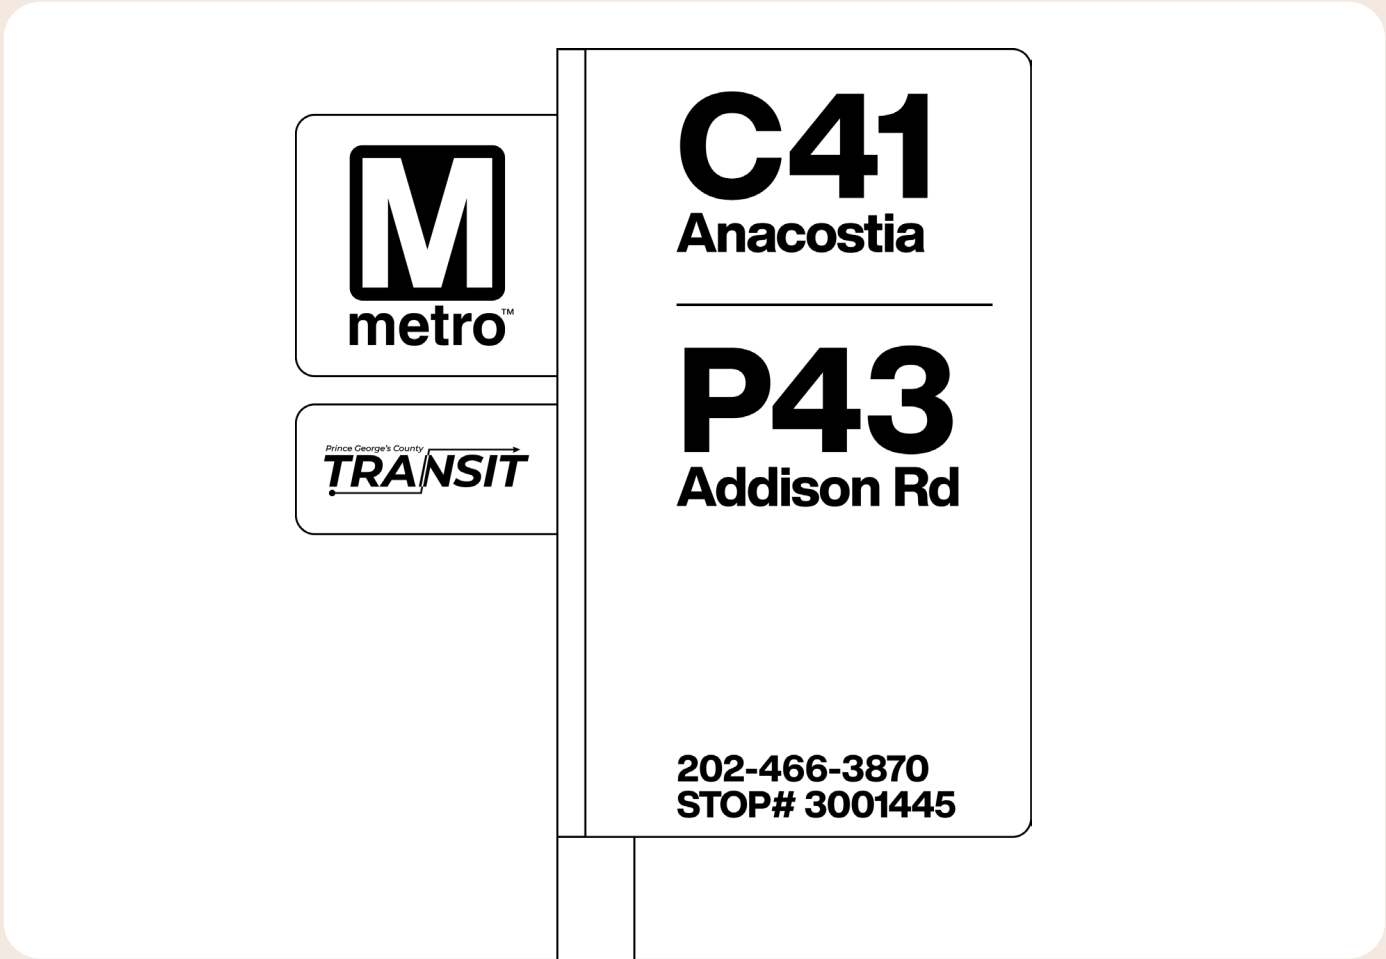 M
metro™
Prince George's County
TRANSIT
C41
Anacostia
P43
Addison Rd
202-466-3870
STOP# 3001445